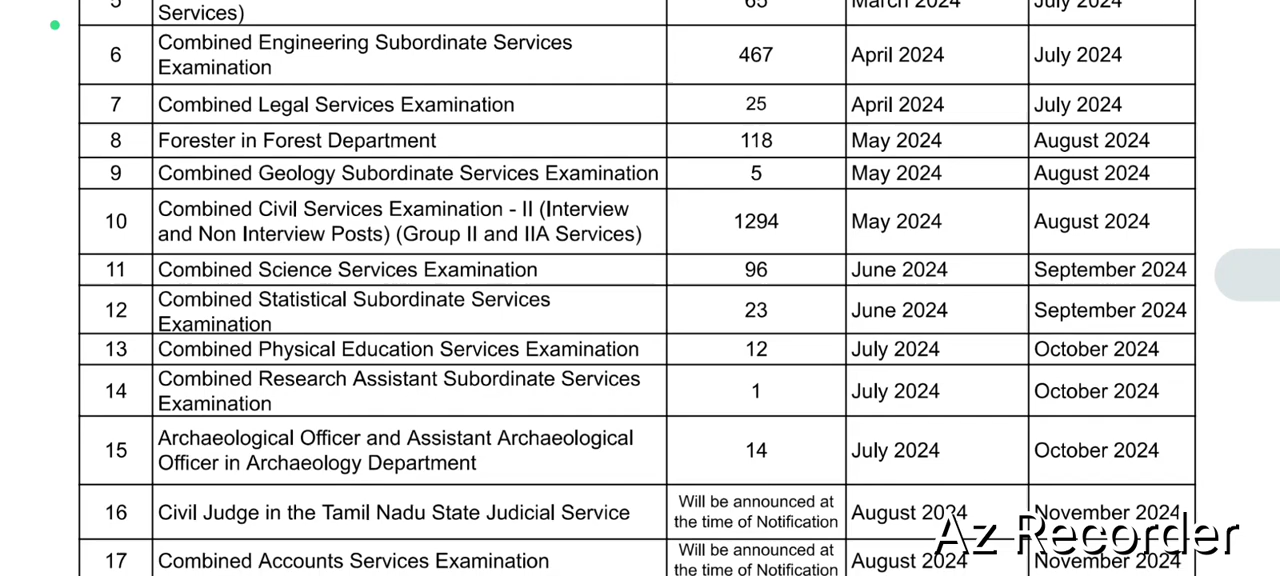 5 Services) 65 March 2024 July 2024
6 Combined Engineering Subordinate Services
Examination 467 April 2024 July 2024
7 Combined Legal Services Examination 25 April 2024 July 2024
8 Forester in Forest Department 118 May 2024 August 2024
9 Combined Geology Subordinate Services Examination 5 May 2024 August 2024
10 Combined Civil Services Examination - II (Interview
and Non Interview Posts) (Group II and IIA Services) 1294 May 2024 August 2024
11 Combined Science Services Examination 96 June 2024 September 2024
12 Combined Statistical Subordinate Services
Examination 23 June 2024 September 2024
13 Combined Physical Education Services Examination 12 July 2024 October 2024
14 Combined Research Assistant Subordinate Services
Examination 1 July 2024 October 2024
15 Archaeological Officer and Assistant Archaeological
Officer in Archaeology Department 14 July 2024 October 2024
16 Civil Judge in the Tamil Nadu State Judicial Service Will be announced at
the time of Notification August 2024 November 2024
Az Recorder
17 Combined Accounts Services Examination Will be announced at
the time of Notification August 2024 November 2024